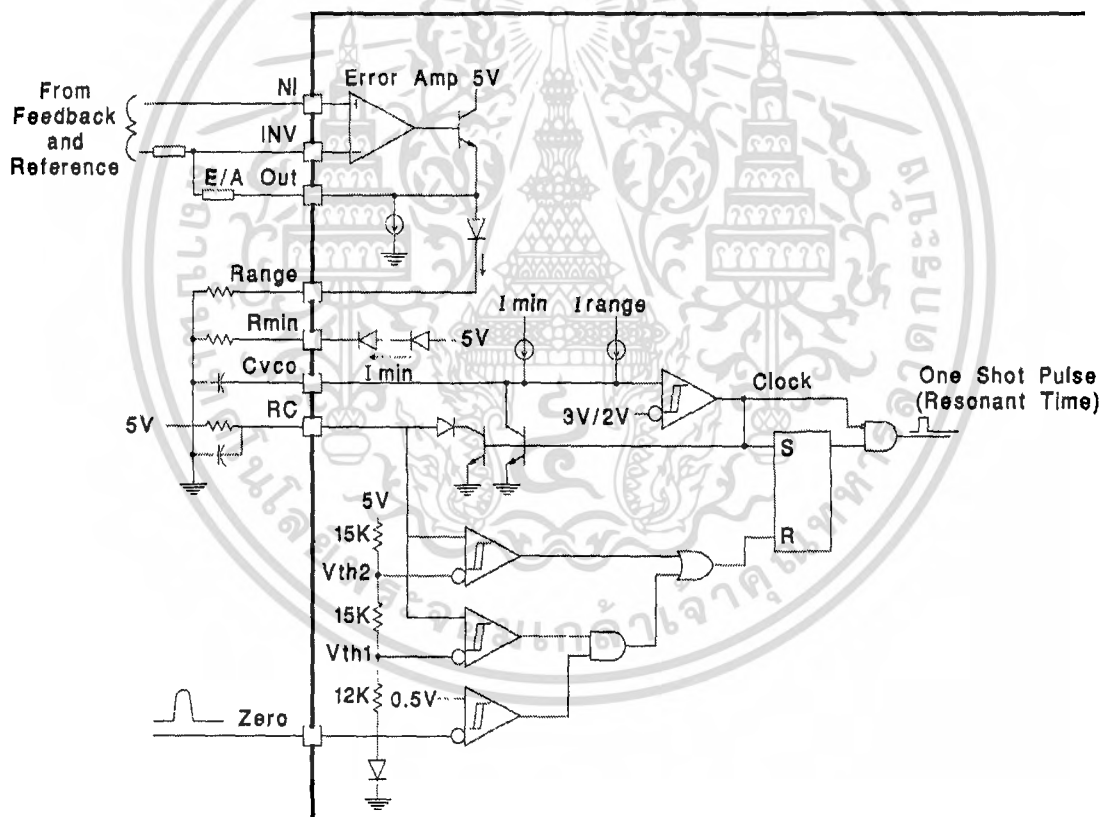 From
Feedback
and
Reference
NI
INV
E/A Out
Error Amp 5V
Range
Rmin
Cvco
RC
5V
I min
5V
I min
I range
3V/2V
Clock
One Shot Pulse
(Resonant Time)
S
R
5V
15K
Vth2
15K
Vth1
12K
0.5V
Zero